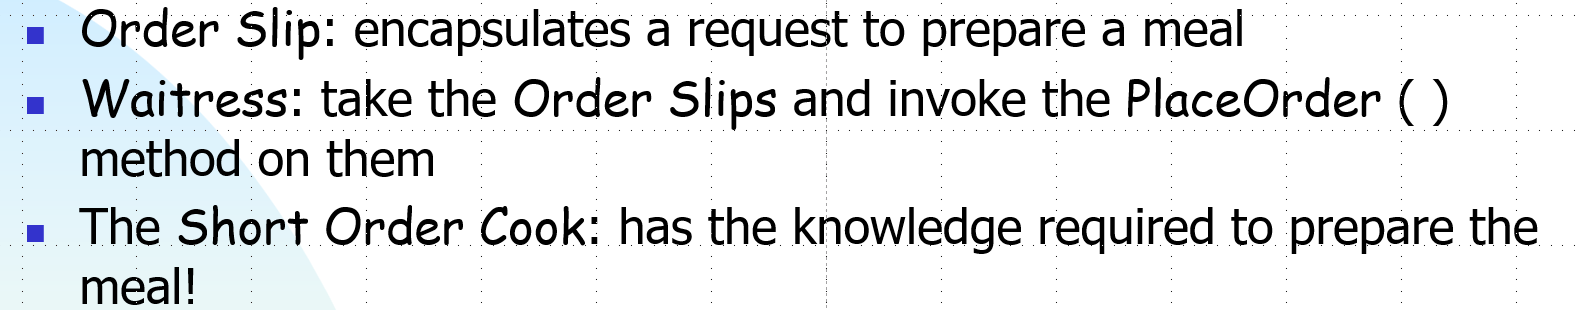 Order Slip: encapsulates a request to prepare a meal
Waitress: take the Order Slips and invoke the PlaceOrder ( )
method on them
The Short Order Cook: has the knowledge required to prepare the
meal!